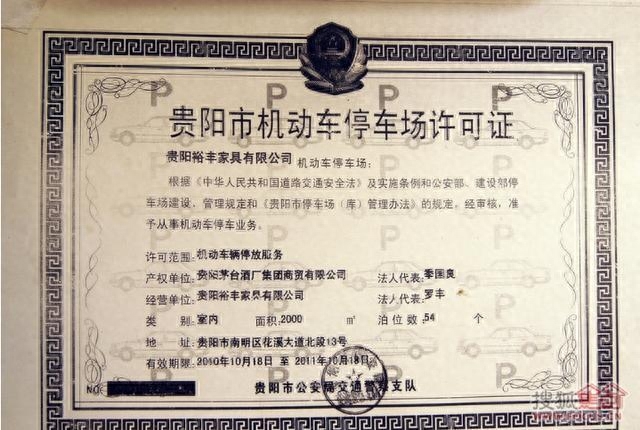 贵阳市机动车停车场许可证
贵阳裕丰家具有限公司 机动车停车场：
根据《中华人民共和国道路交通安全法》及实施条例和公安部、建设部停
车场建设、管理规定和《贵阳市停车场（库）管理办法》的规定，经审核，准
予从事机动车停车业务。
许可范围：机动车辆停放服务
产权单位：贵阳茅台酒厂集团商贸有限公司 法人代表：季国良
经营单位：贵阳裕丰家具有限公司 法人代表：罗丰
类 别：室内 面积：2000 ㎡ 泊位数：54 个
地 址：贵阳市南明区花溪大道北段13号
有效期限：2010年10月18日 至 2011年10月18日
NO
贵阳市公安局交通警察支队
搜狐